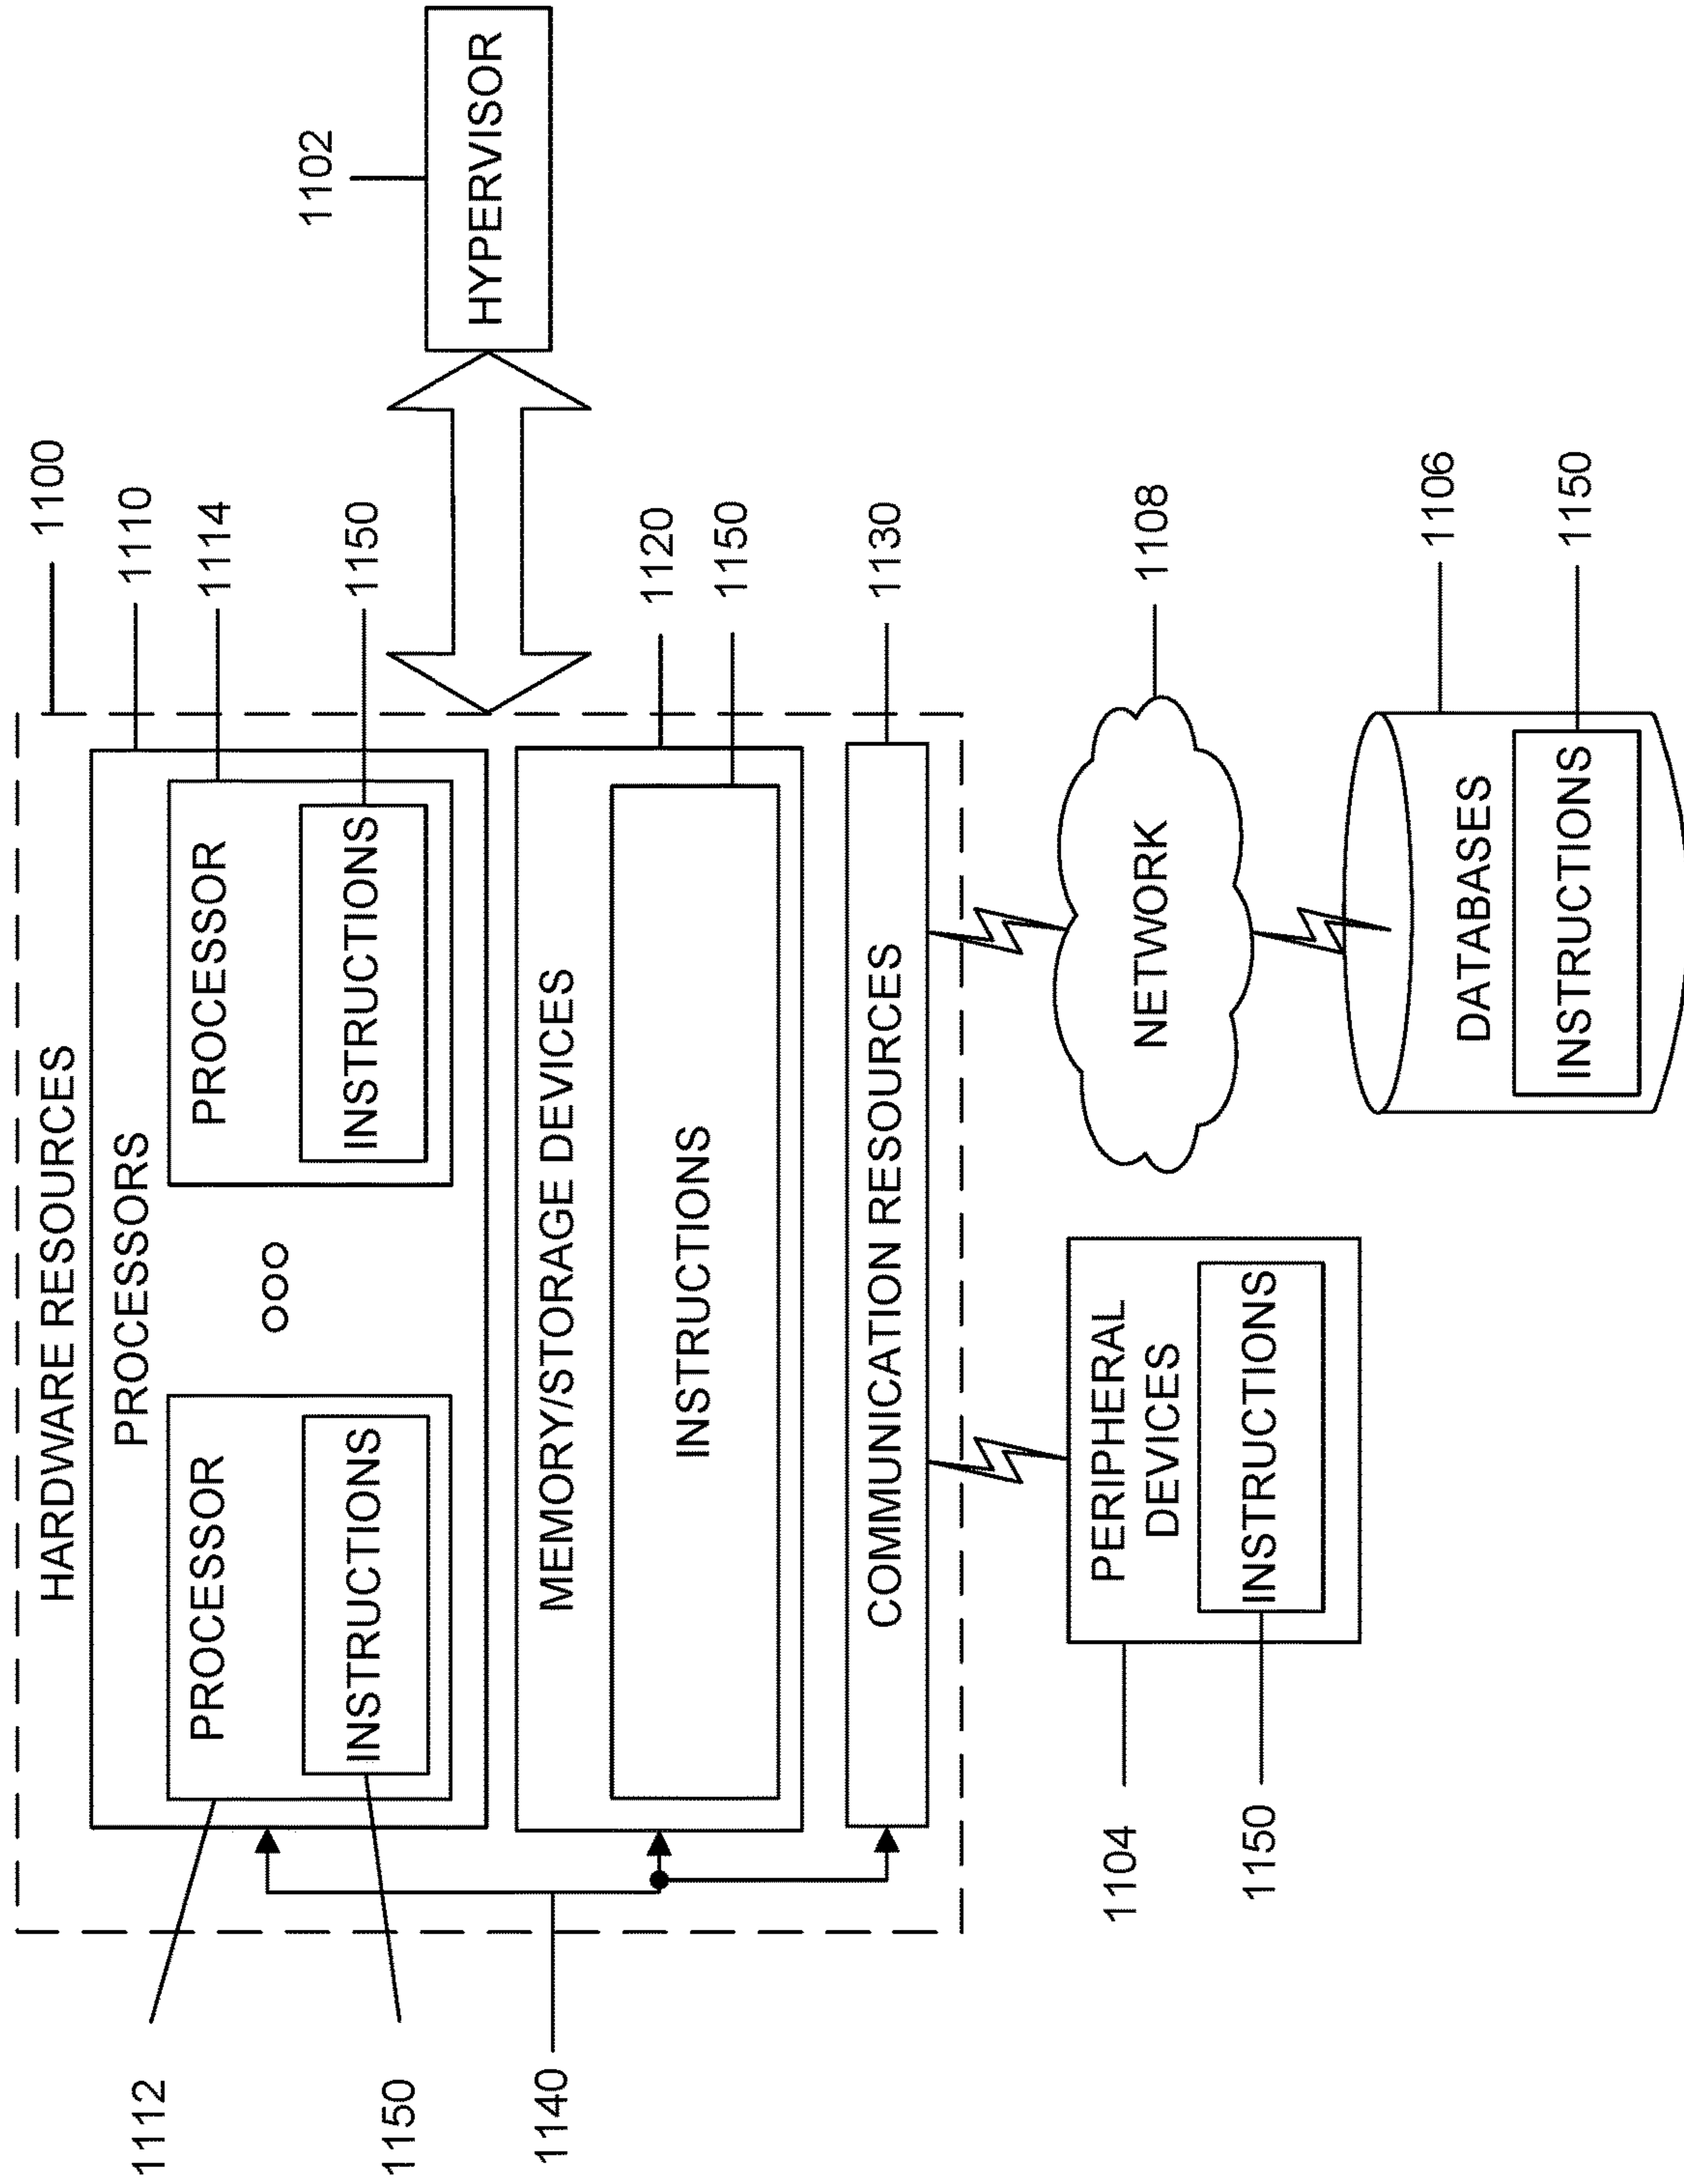 HARDWARE RESOURCES
1100
PROCESSORS
1110
1112
PROCESSOR
PROCESSOR
1114
1150
INSTRUCTIONS
INSTRUCTIONS
1150
HYPERVISOR
1102
1140
MEMORY/STORAGE DEVICES
1120
INSTRUCTIONS
1150
COMMUNICATION RESOURCES
1130
1104
PERIPHERAL
DEVICES
1150
INSTRUCTIONS
NETWORK
1108
DATABASES
1106
INSTRUCTIONS
1150